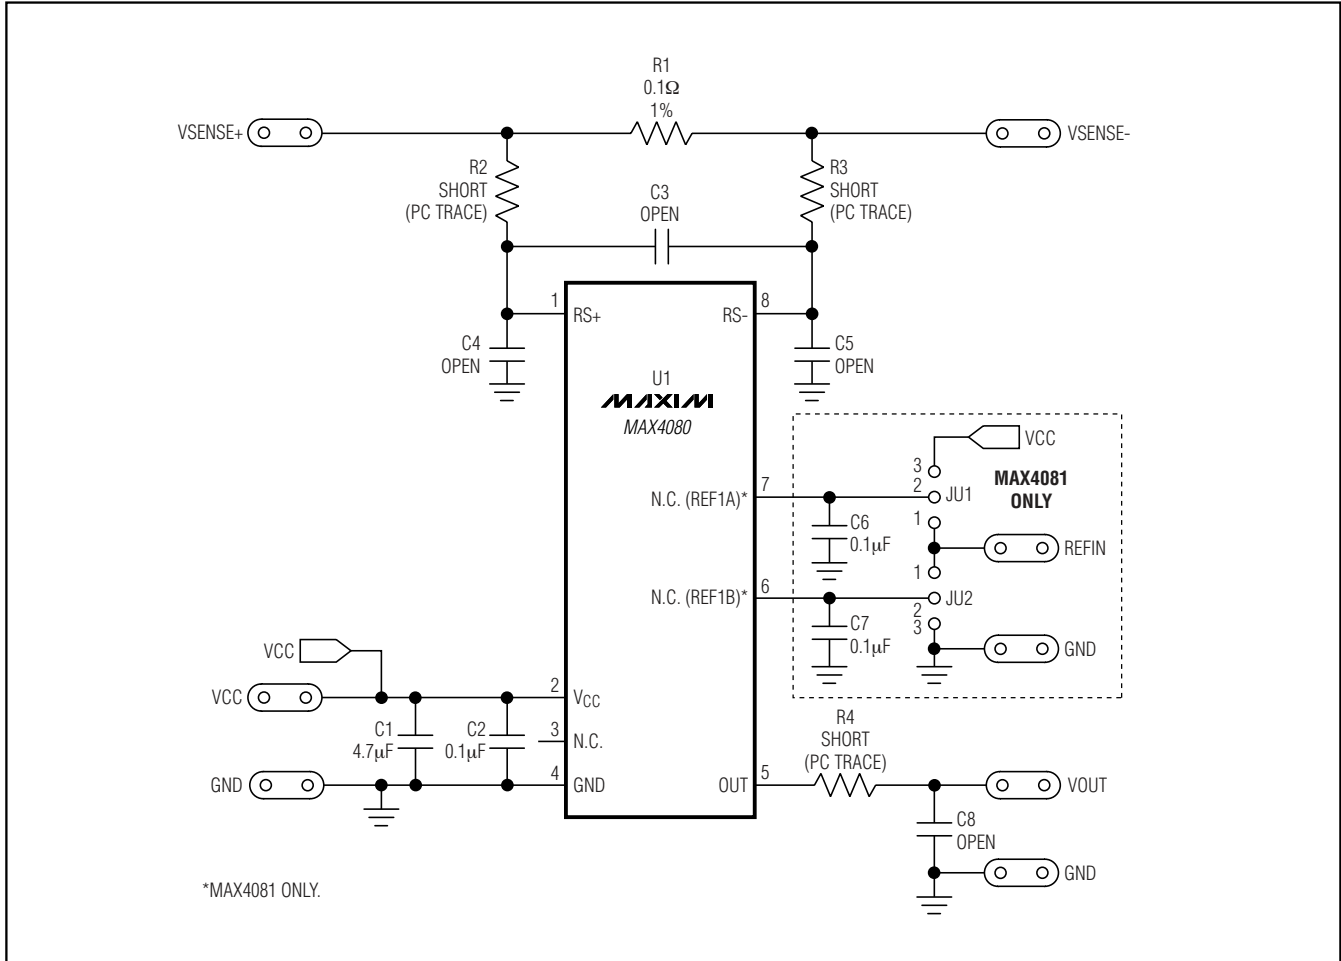 R1
0.1Ω
1%
VSENSE+
VSENSE-
R2
SHORT
(PC TRACE)
C3
OPEN
R3
SHORT
(PC TRACE)
1
RS+
RS-
8
C4
OPEN
C5
OPEN
U1
MAXIM
MAX4080
VCC
3
2
JU1
1
MAX4081
ONLY
N.C. (REF1A)*
7
C6
0.1µF
REFIN
1
N.C. (REF1B)*
6
JU2
2
3
C7
0.1µF
GND
VCC
VCC
2
VCC
C1
4.7µF
C2
0.1µF
3
N.C.
GND
4
GND
OUT
5
R4
SHORT
(PC TRACE)
VOUT
C8
OPEN
GND
*MAX4081 ONLY.